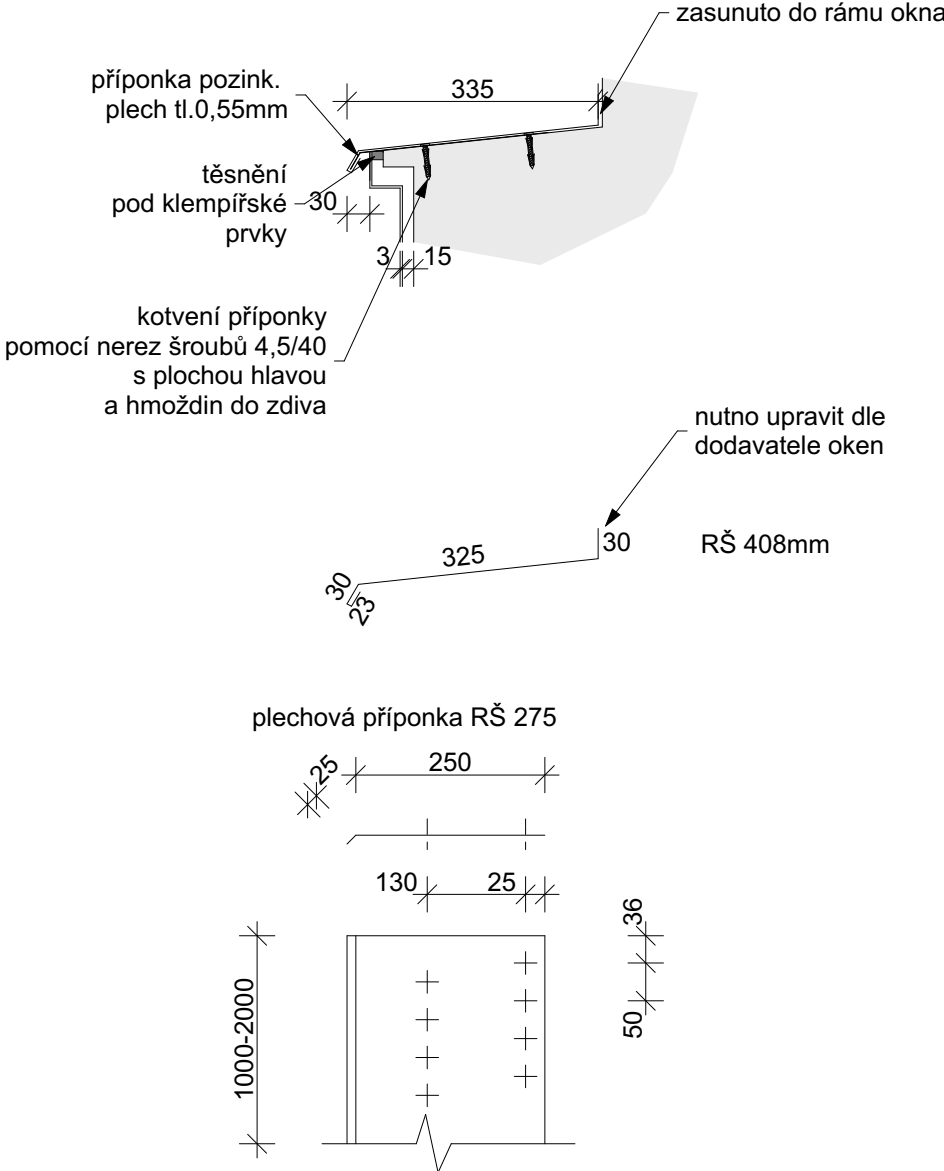 zasunuto do rámu okna
příponka pozink.
plech tl.0,55mm
335
těsnění
pod klempířské
prvky
30
3
15
kotvení příponky
pomocí nerez šroubů 4,5/40
s plochou hlavou
a hmoždin do zdiva
nutno upravit dle
dodavatele oken
325
30
RŠ 408mm
30
23
plechová příponka RŠ 275
25
250
130
25
36
50
1000-2000